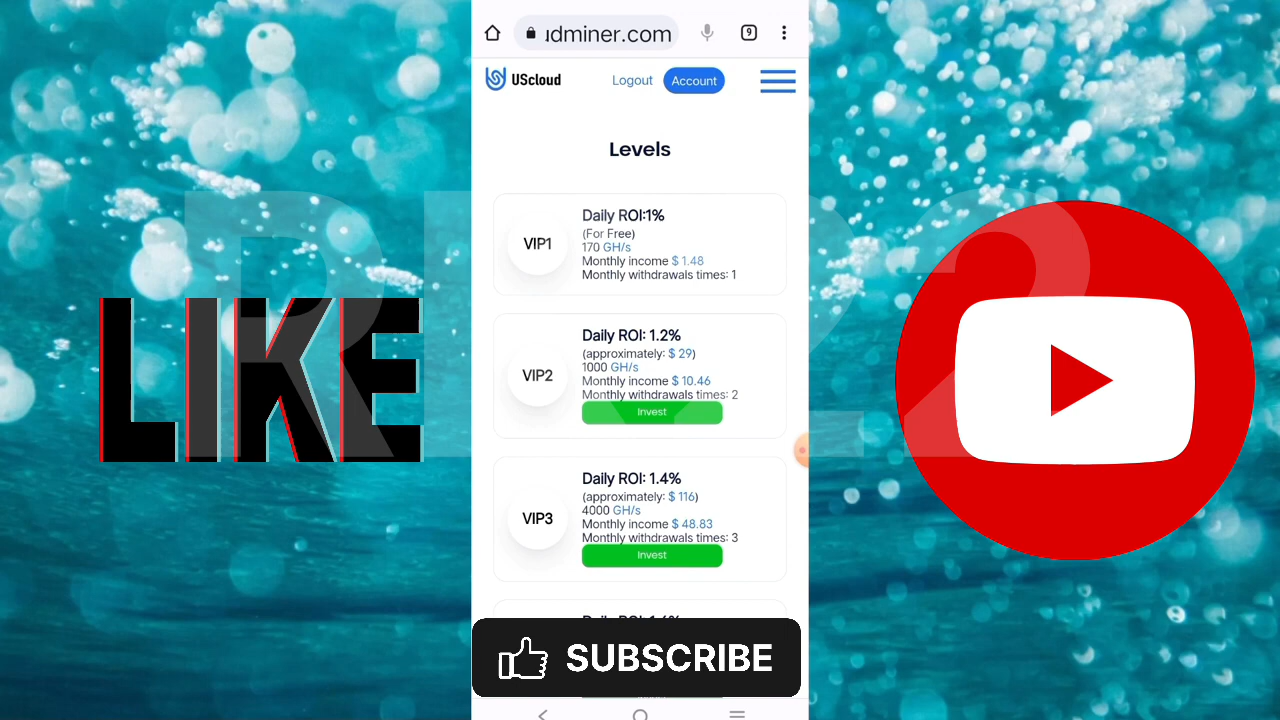 udminer.com
9
UScloud
Logout
Account
Levels
VIP1
Daily ROI:1%
(For Free)
170 GH/s
Monthly income $ 1.48
Monthly withdrawals times: 1
VIP2
Daily ROI: 1.2%
(approximately: $ 29)
1000 GH/s
Monthly income $ 10.46
Monthly withdrawals times: 2
Invest
VIP3
Daily ROI: 1.4%
(approximately: $ 116)
4000 GH/s
Monthly income $ 48.83
Monthly withdrawals times: 3
Invest
LIKE
SUBSCRIBE